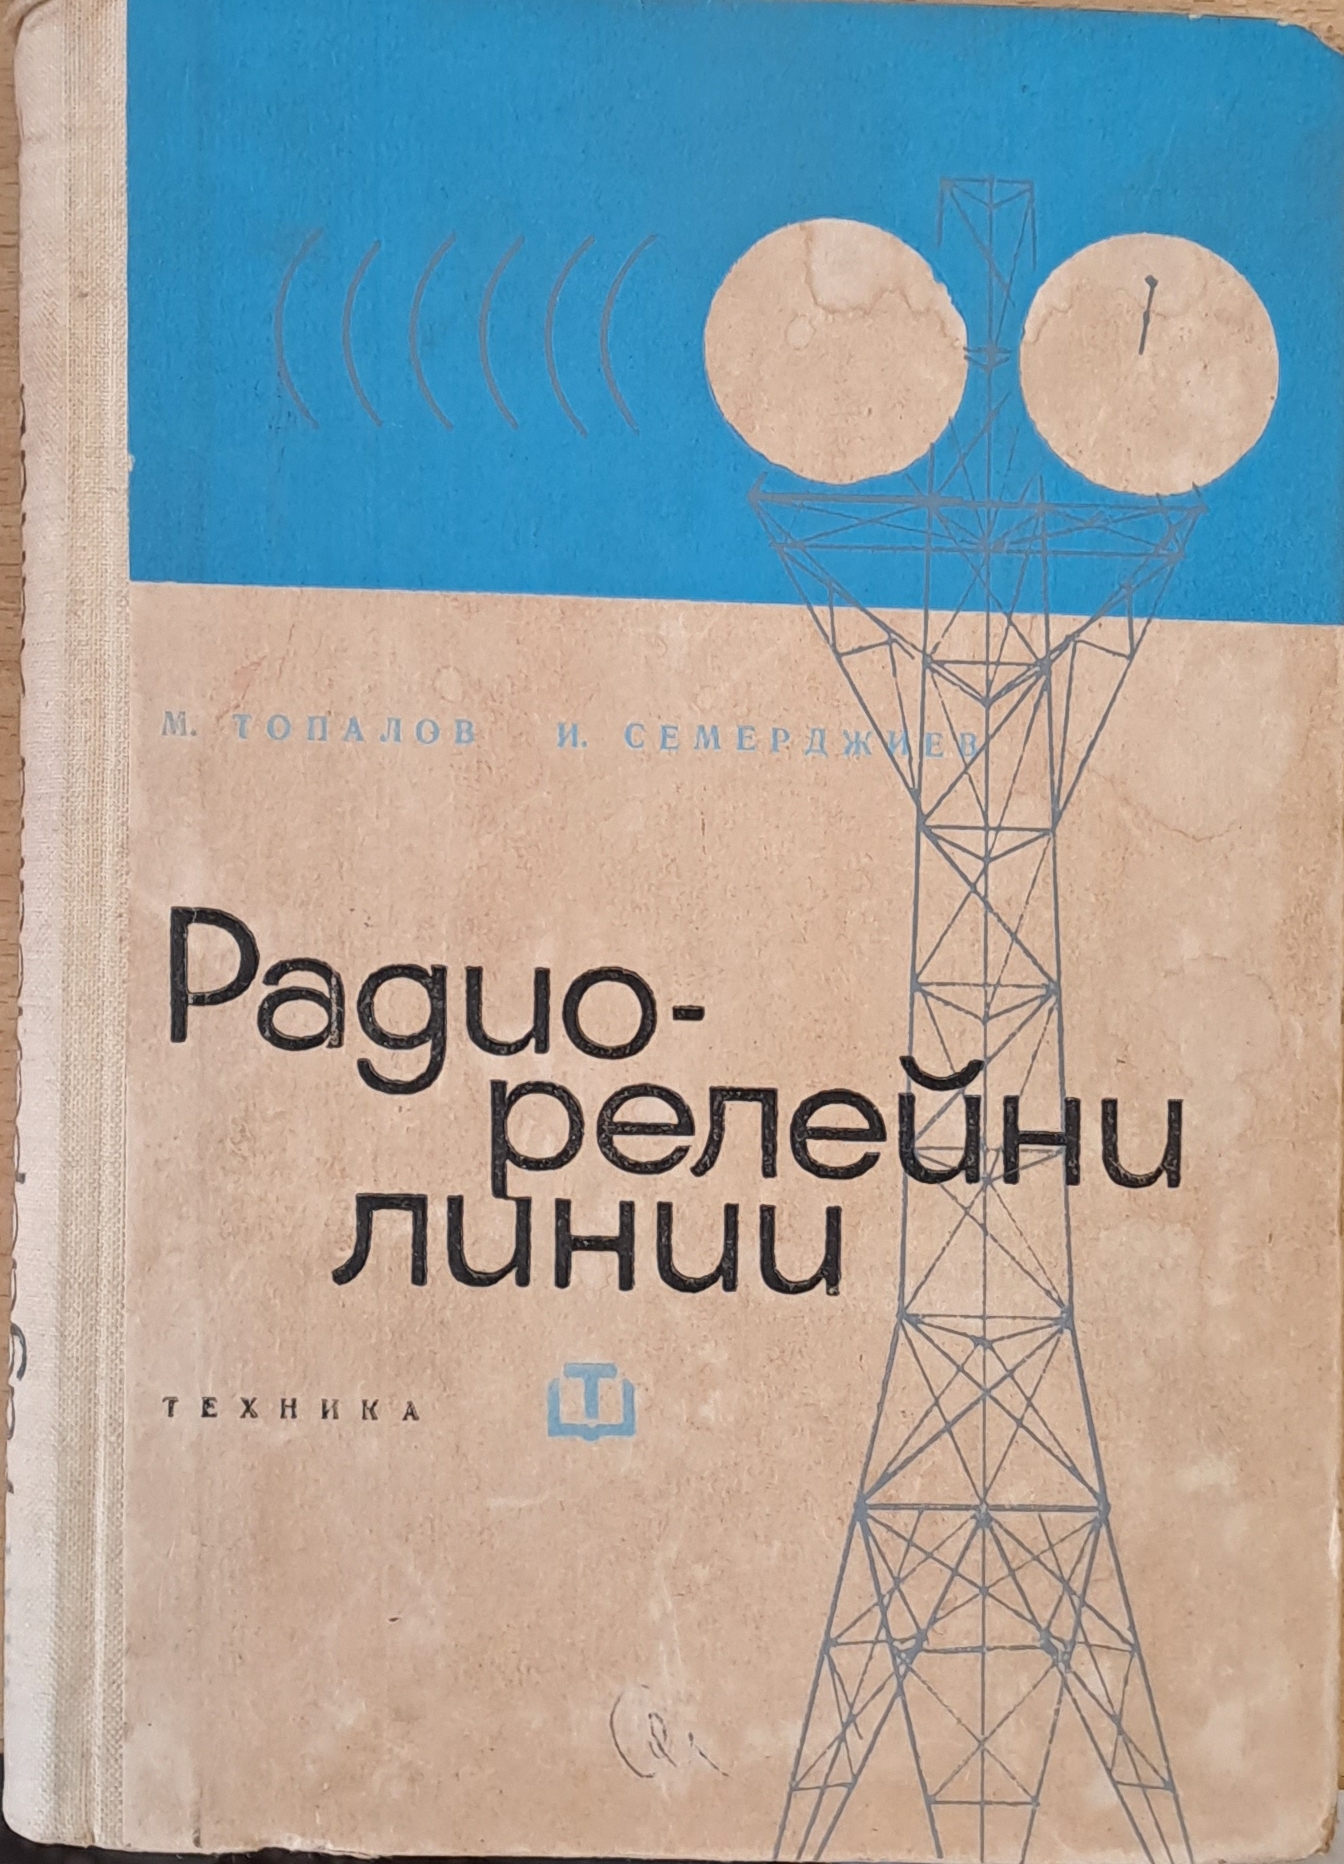 М. ТОПАЛОВ И. СЕМЕРДЖИЕВ
Радио-
релейни
линии
ТЕХНИКА
Т